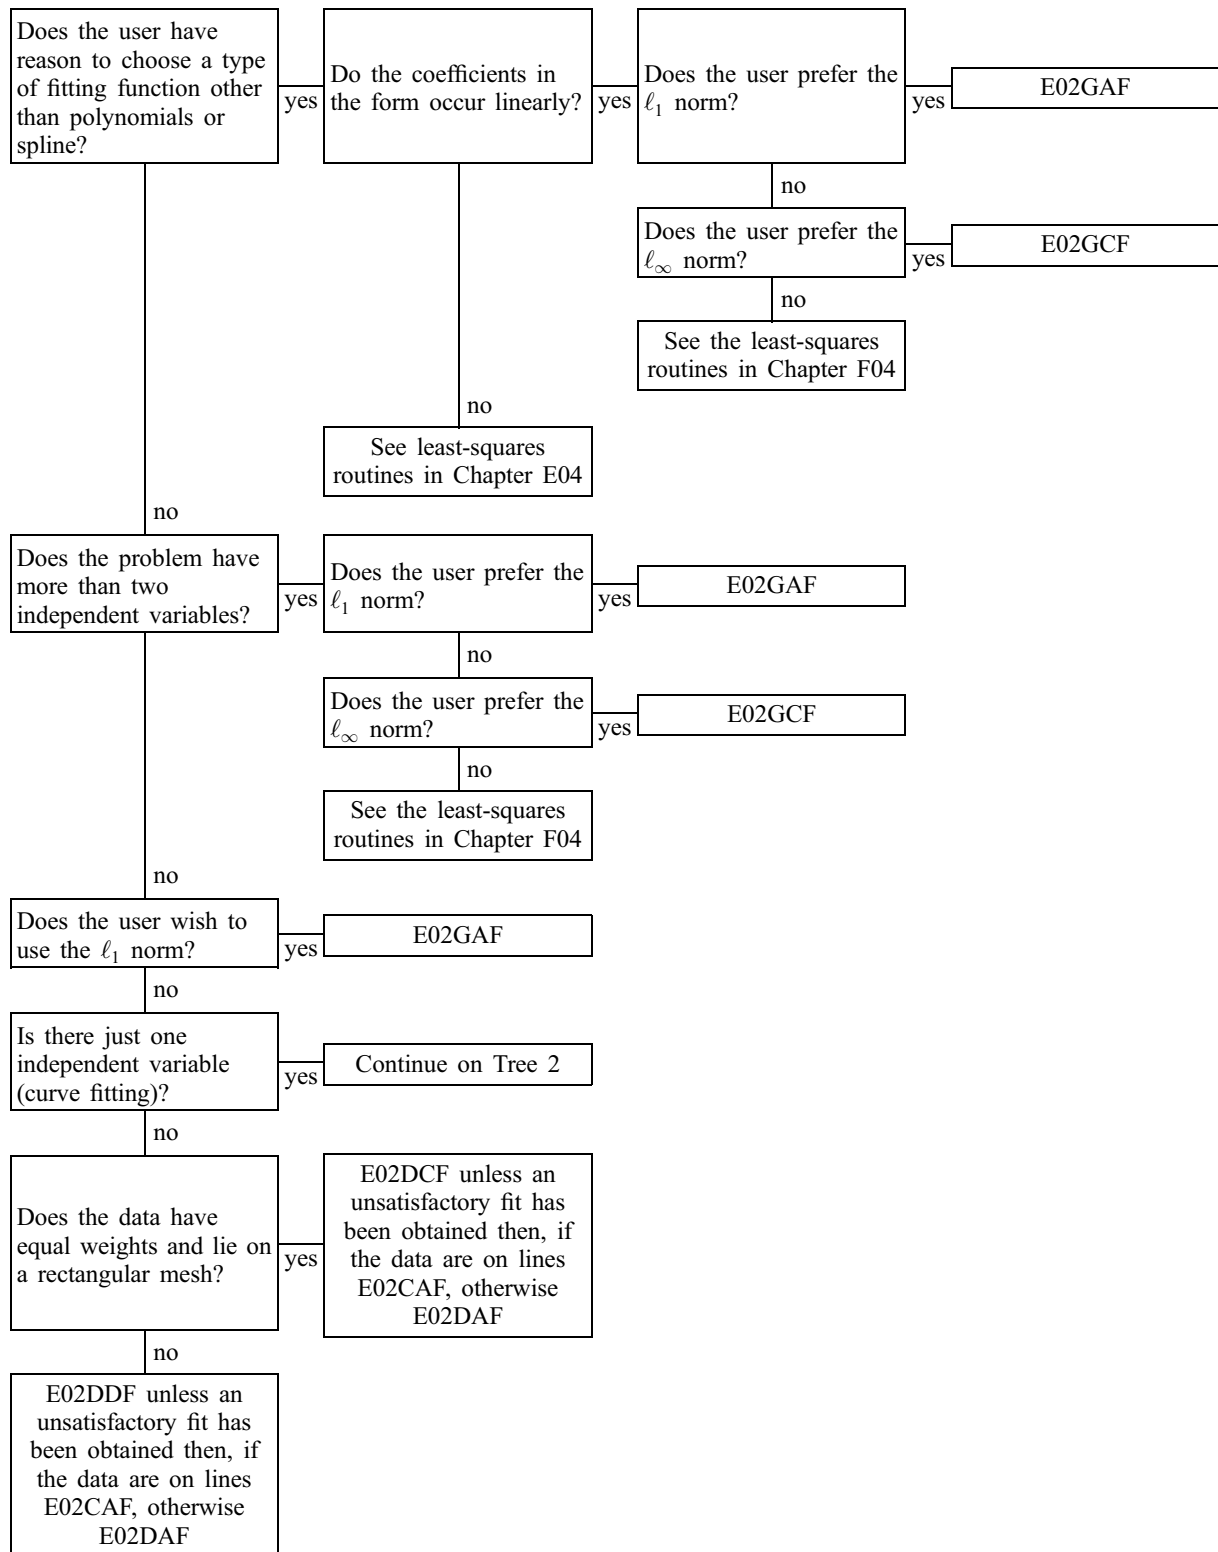 Does the user have
reason to choose a type
of fitting function other
than polynomials or
spline?
yes
Do the coefficients in
the form occur linearly?
yes
Does the user prefer the
ℓ₁ norm?
yes
E02GAF
no
Does the user prefer the
ℓ∞ norm?
yes
E02GCF
no
See the least-squares
routines in Chapter F04
no
See least-squares
routines in Chapter E04
no
Does the problem have
more than two
independent variables?
yes
Does the user prefer the
ℓ₁ norm?
yes
E02GAF
no
Does the user prefer the
ℓ∞ norm?
yes
E02GCF
no
See the least-squares
routines in Chapter F04
no
Does the user wish to
use the ℓ₁ norm?
yes
E02GAF
no
Is there just one
independent variable
(curve fitting)?
yes
Continue on Tree 2
no
Does the data have
equal weights and lie on
a rectangular mesh?
yes
E02DCF unless an
unsatisfactory fit has
been obtained then, if
the data are on lines
E02CAF, otherwise
E02DAF
no
E02DDF unless an
unsatisfactory fit has
been obtained then, if
the data are on lines
E02CAF, otherwise
E02DAF